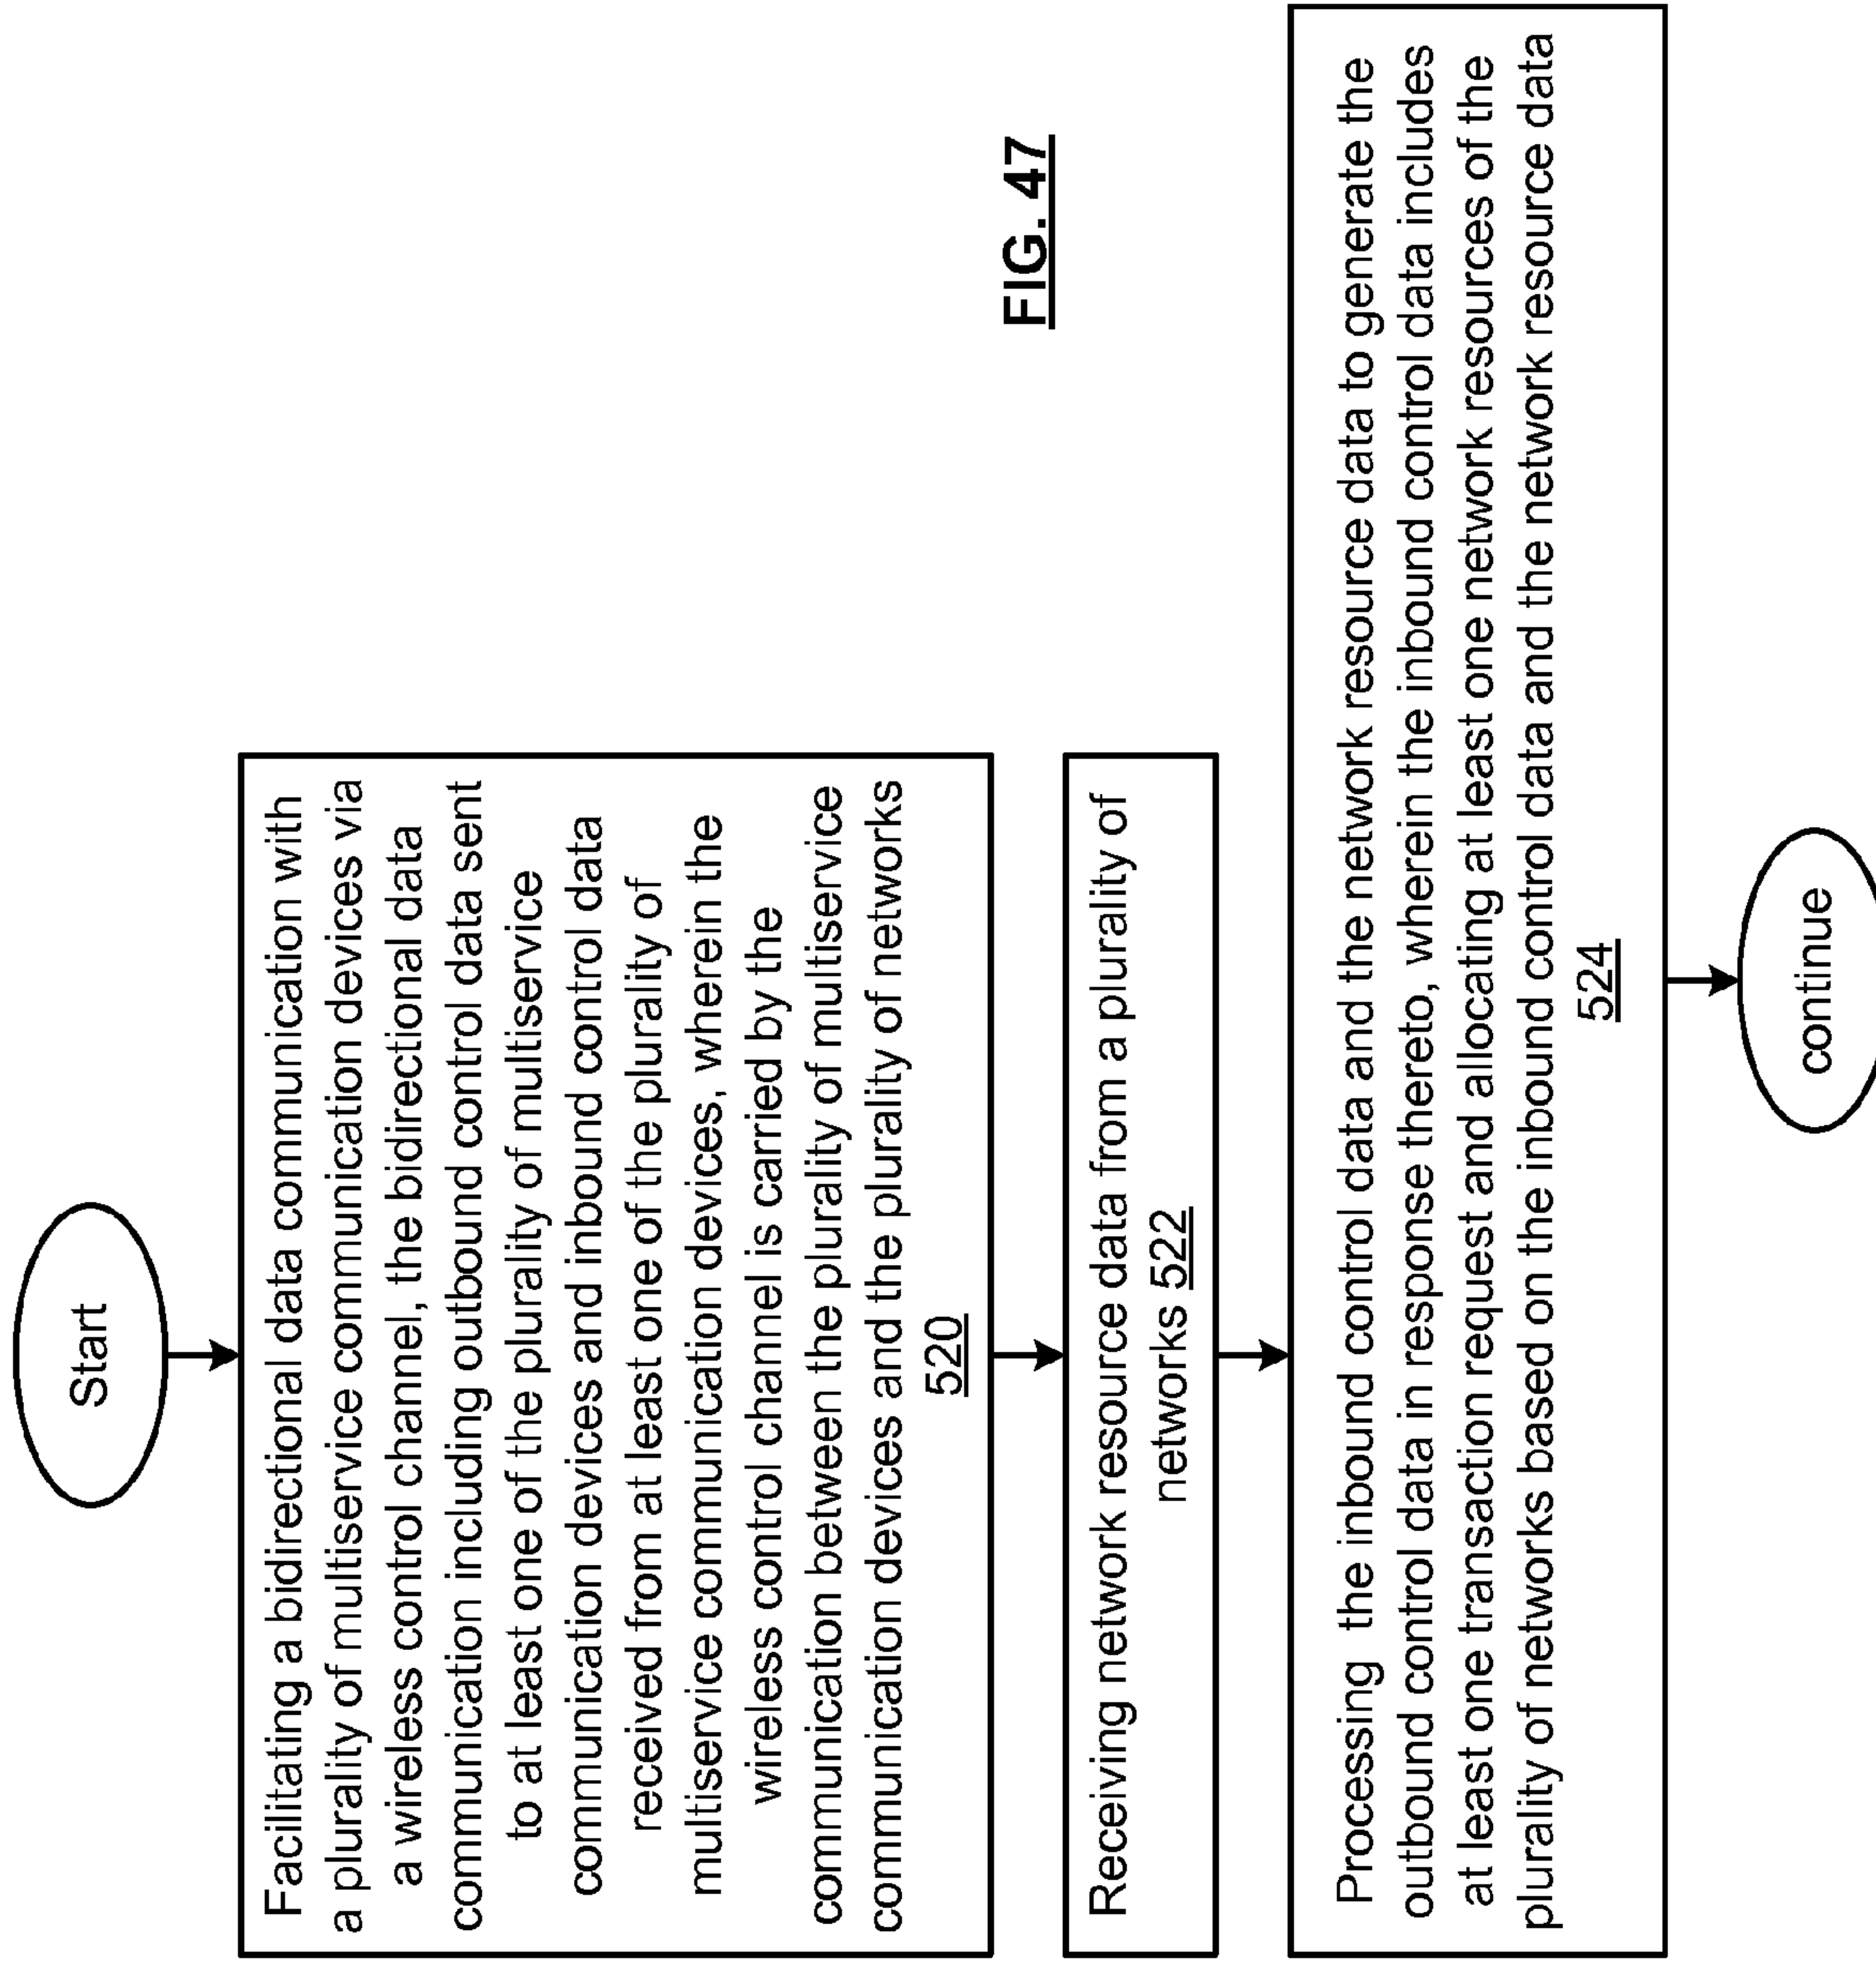 Start
Facilitating a bidirectional data communication with
a plurality of multiservice communication devices via
a wireless control channel, the bidirectional data
communication including outbound control data sent
to at least one of the plurality of multiservice
communication devices and inbound control data
received from at least one of the plurality of
multiservice communication devices, wherein the
wireless control channel is carried by the
communication between the plurality of multiservice
communication devices and the plurality of networks
520
Receiving network resource data from a plurality of
networks 522
Processing the inbound control data and the network resource data to generate the
outbound control data in response thereto, wherein the inbound control data includes
at least one transaction request and allocating at least one network resources of the
plurality of networks based on the inbound control data and the network resource data
524
continue
FIG. 47